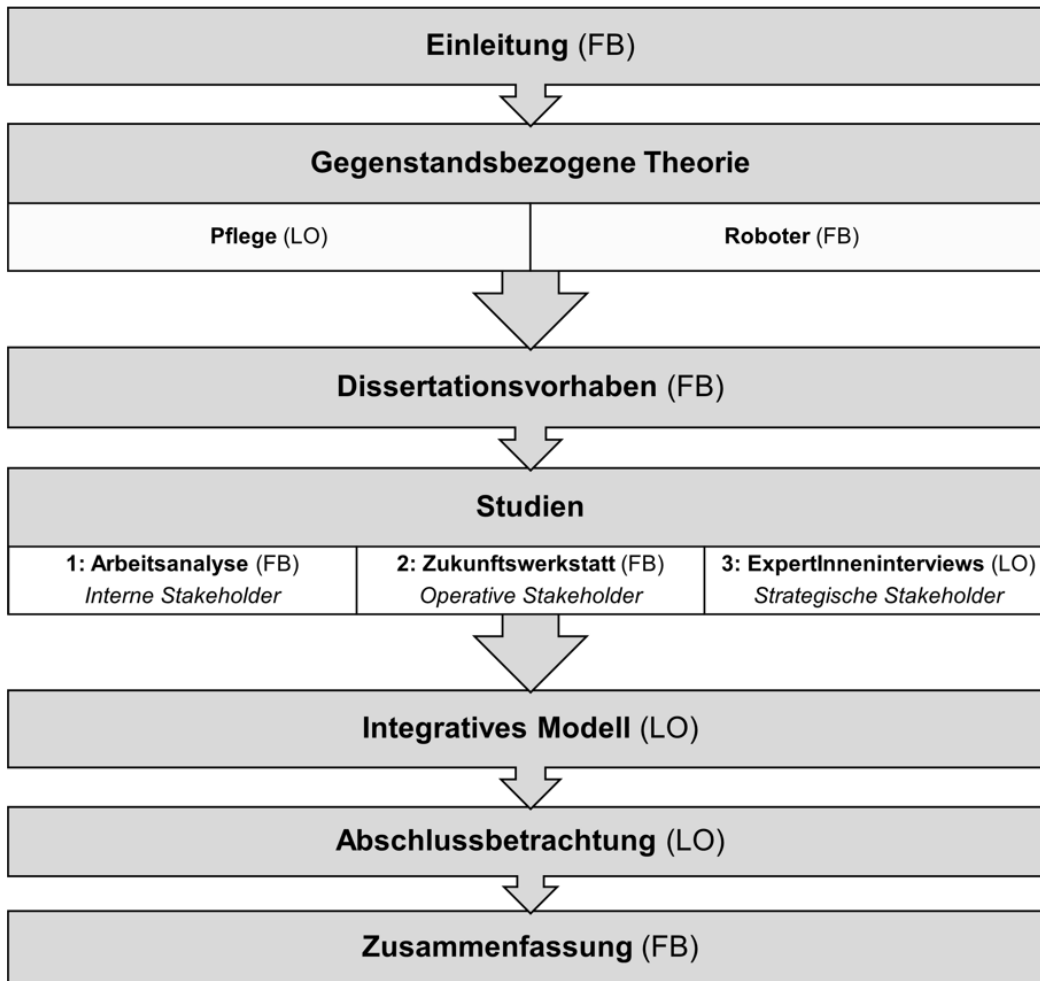 Einleitung (FB)
Gegenstandsbezogene Theorie
Pflege (LO)
Roboter (FB)
Dissertationsvorhaben (FB)
Studien
1: Arbeitsanalyse (FB)
Interne Stakeholder
2: Zukunftswerkstatt (FB)
Operative Stakeholder
3: ExpertInneninterviews (LO)
Strategische Stakeholder
Integratives Modell (LO)
Abschlussbetrachtung (LO)
Zusammenfassung (FB)